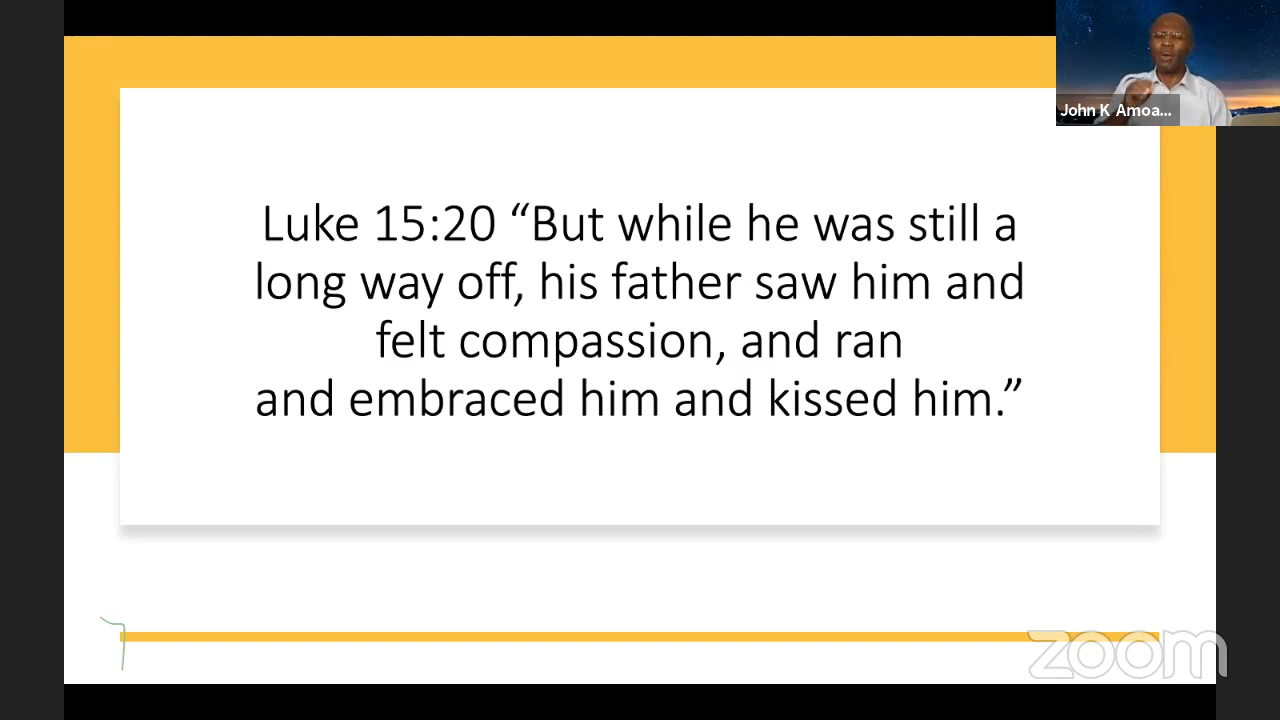 John K Amoa...
Luke 15:20 “But while he was still a
long way off, his father saw him and
felt compassion, and ran
and embraced him and kissed him.”
zoom